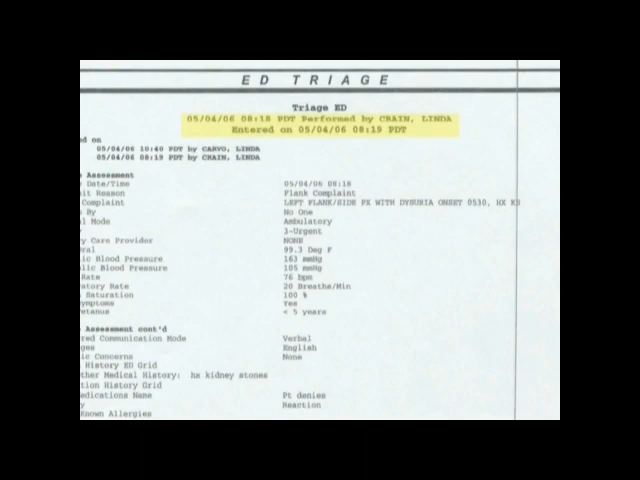 ED TRIAGE
Triage ED
05/04/06 08:18 PDT Performed by CRAIN, LINDA
Entered on 05/04/06 08:19 PDT
d on
05/04/06 10:40 PDT by CARVO, LINDA
05/04/06 08:19 PDT by CRAIN, LINDA
Assessment
Date/Time 05/04/06 08:18
it Reason Flank Complaint
Complaint LEFT FLANK/SIDE PX WITH DYSURIA ONSET 0530, HX K
By No One
l Mode Ambulatory
3-Urgent
y Care Provider NONE
ral 99.3 Deg F
lic Blood Pressure 163 mmHg
lic Blood Pressure 105 mmHg
Rate 76 bpm
atory Rate 20 Breaths/Min
Saturation 100 %
ymptoms Yes
etanus < 5 years
Assessment cont'd
red Communication Mode Verbal
ges English
ic Concerns None
History ED Grid
ther Medical History: hx kidney stones
tion History Grid
edications Name Pt denies
y Reaction
nown Allergies